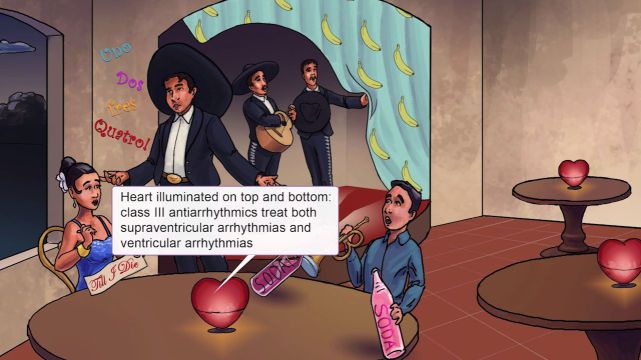 Uno
Dos
tres
Quatro!
Heart illuminated on top and bottom:
class III antiarrhythmics treat both
supraventricular arrhythmias and
ventricular arrhythmias
Till I Die
SODA
SODA